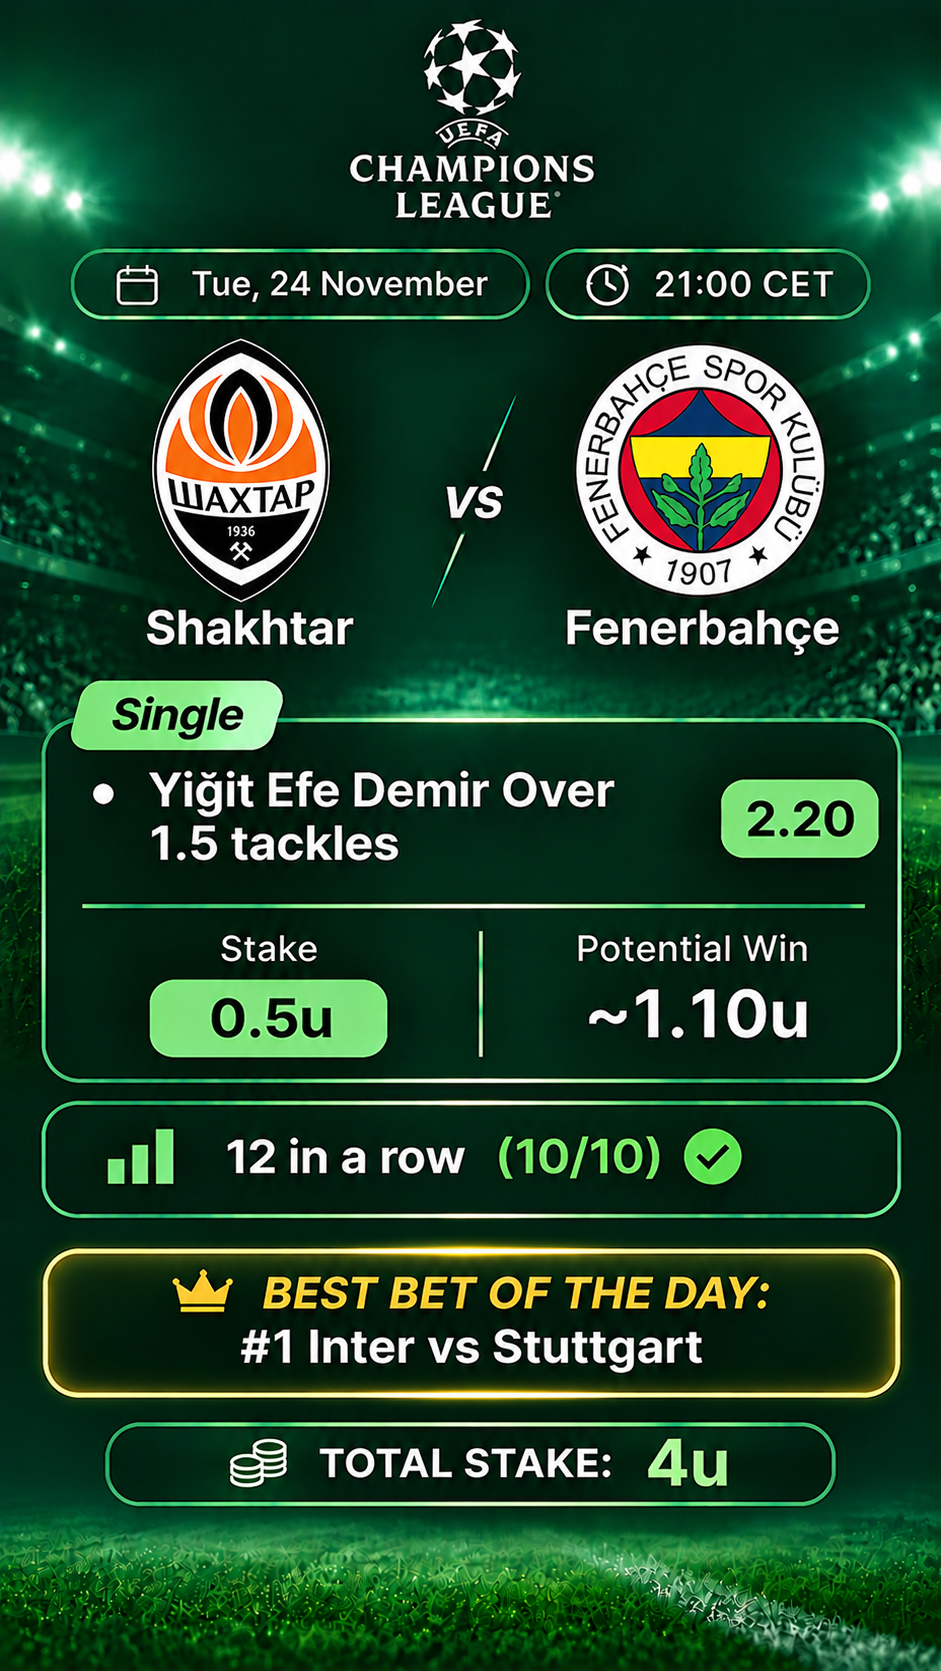 UEFA
CHAMPIONS
LEAGUE
Tue, 24 November
21:00 CET
ШАХТАР
1936
FENERBAHÇE SPOR KULÜBÜ
1907
VS
Shakhtar
Fenerbahçe
Single
Yiğit Efe Demir Over
1.5 tackles
2.20
Stake
Potential Win
0.5u
~1.10u
12 in a row (10/10)
BEST BET OF THE DAY:
#1 Inter vs Stuttgart
TOTAL STAKE: 4u